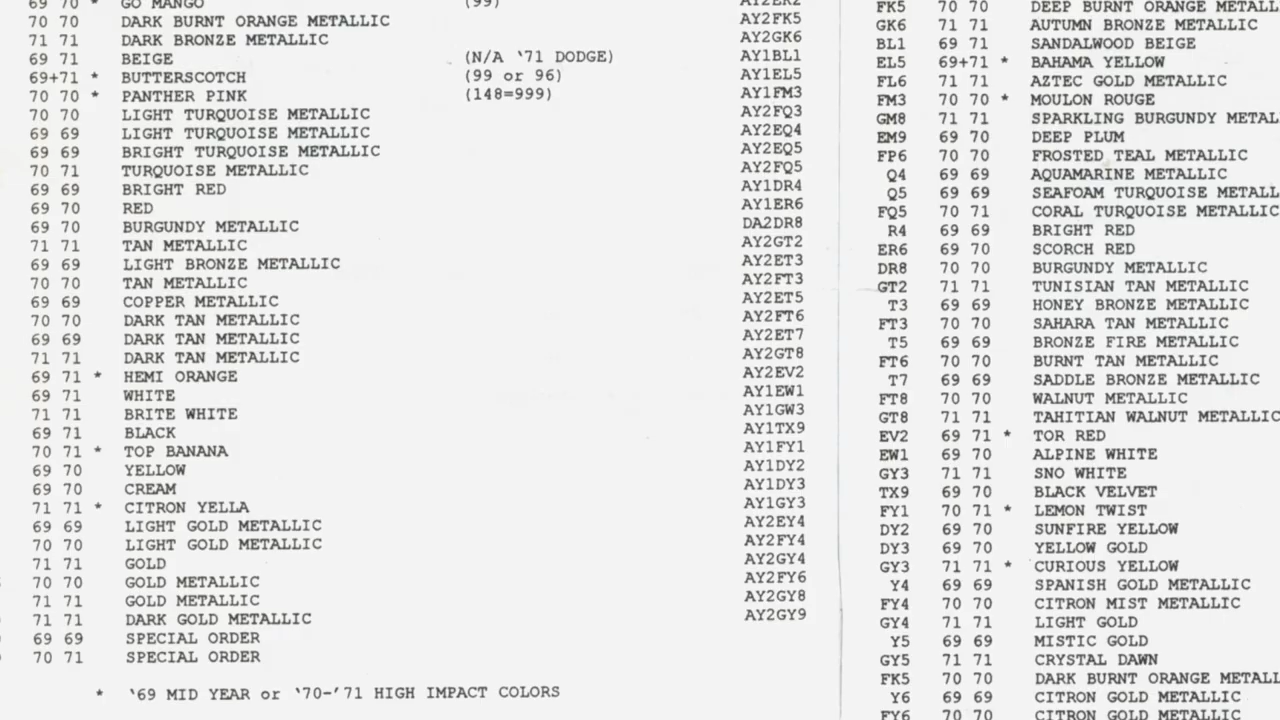 69 70 * GO MANGO (99)
70 70 DARK BURNT ORANGE METALLIC AY2FK5
71 71 DARK BRONZE METALLIC AY2GK6
69 71 BEIGE (N/A ‘71 DODGE) AY1BL1
69+71 * BUTTERSCOTCH (99 or 96) AY1EL5
70 70 * PANTHER PINK (148=999) AY1FM3
70 70 LIGHT TURQUOISE METALLIC AY2FQ3
69 69 LIGHT TURQUOISE METALLIC AY2EQ4
69 69 BRIGHT TURQUOISE METALLIC AY2EQ5
70 71 TURQUOISE METALLIC AY2FQ5
69 69 BRIGHT RED AY1DR4
69 70 RED AY1ER6
69 70 BURGUNDY METALLIC DA2DR8
71 71 TAN METALLIC AY2GT2
69 69 LIGHT BRONZE METALLIC AY2ET3
70 70 TAN METALLIC AY2FT3
69 69 COPPER METALLIC AY2ET5
70 70 DARK TAN METALLIC AY2FT6
69 69 DARK TAN METALLIC AY2ET7
71 71 DARK TAN METALLIC AY2GT8
69 71 * HEMI ORANGE AY2EV2
69 71 WHITE AY1EW1
71 71 BRITE WHITE AY1GW3
69 71 BLACK AY1TX9
70 71 * TOP BANANA AY1FY1
69 70 YELLOW AY1DY2
69 70 CREAM AY1DY3
71 71 * CITRON YELLA AY1GY3
69 69 LIGHT GOLD METALLIC AY2EY4
70 70 LIGHT GOLD METALLIC AY2FY4
71 71 GOLD AY2GY4
70 70 GOLD METALLIC AY2FY6
71 71 GOLD METALLIC AY2GY8
71 71 DARK GOLD METALLIC AY2GY9
69 69 SPECIAL ORDER
70 71 SPECIAL ORDER
* ‘69 MID YEAR or ‘70-’71 HIGH IMPACT COLORS
FK5 70 70 DEEP BURNT ORANGE METALL
GK6 71 71 AUTUMN BRONZE METALLIC
BL1 69 71 SANDALWOOD BEIGE
EL5 69+71 * BAHAMA YELLOW
FL6 71 71 AZTEC GOLD METALLIC
FM3 70 70 * MOULON ROUGE
GM8 71 71 SPARKLING BURGUNDY METAL
EM9 69 70 DEEP PLUM
FP6 70 70 FROSTED TEAL METALLIC
Q4 69 69 AQUAMARINE METALLIC
Q5 69 69 SEAFOAM TURQUOISE METALL
FQ5 70 71 CORAL TURQUOISE METALLIC
R4 69 69 BRIGHT RED
ER6 69 70 SCORCH RED
DR8 70 70 BURGUNDY METALLIC
GT2 71 71 TUNISIAN TAN METALLIC
T3 69 69 HONEY BRONZE METALLIC
FT3 70 70 SAHARA TAN METALLIC
T5 69 69 BRONZE FIRE METALLIC
FT6 70 70 BURNT TAN METALLIC
T7 69 69 SADDLE BRONZE METALLIC
FT8 70 70 WALNUT METALLIC
GT8 71 71 TAHITIAN WALNUT METALLIC
EV2 69 71 * TOR RED
EW1 69 70 ALPINE WHITE
GY3 71 71 SNO WHITE
TX9 69 70 BLACK VELVET
FY1 70 71 * LEMON TWIST
DY2 69 70 SUNFIRE YELLOW
DY3 69 70 YELLOW GOLD
GY3 71 71 * CURIOUS YELLOW
Y4 69 69 SPANISH GOLD METALLIC
FY4 70 70 CITRON MIST METALLIC
GY4 71 71 LIGHT GOLD
Y5 69 69 MISTIC GOLD
GY5 71 71 CRYSTAL DAWN
FK5 70 70 DARK BURNT ORANGE METALL
Y6 69 69 CITRON GOLD METALLIC
FY6 70 70 CITRON GOLD METALLIC